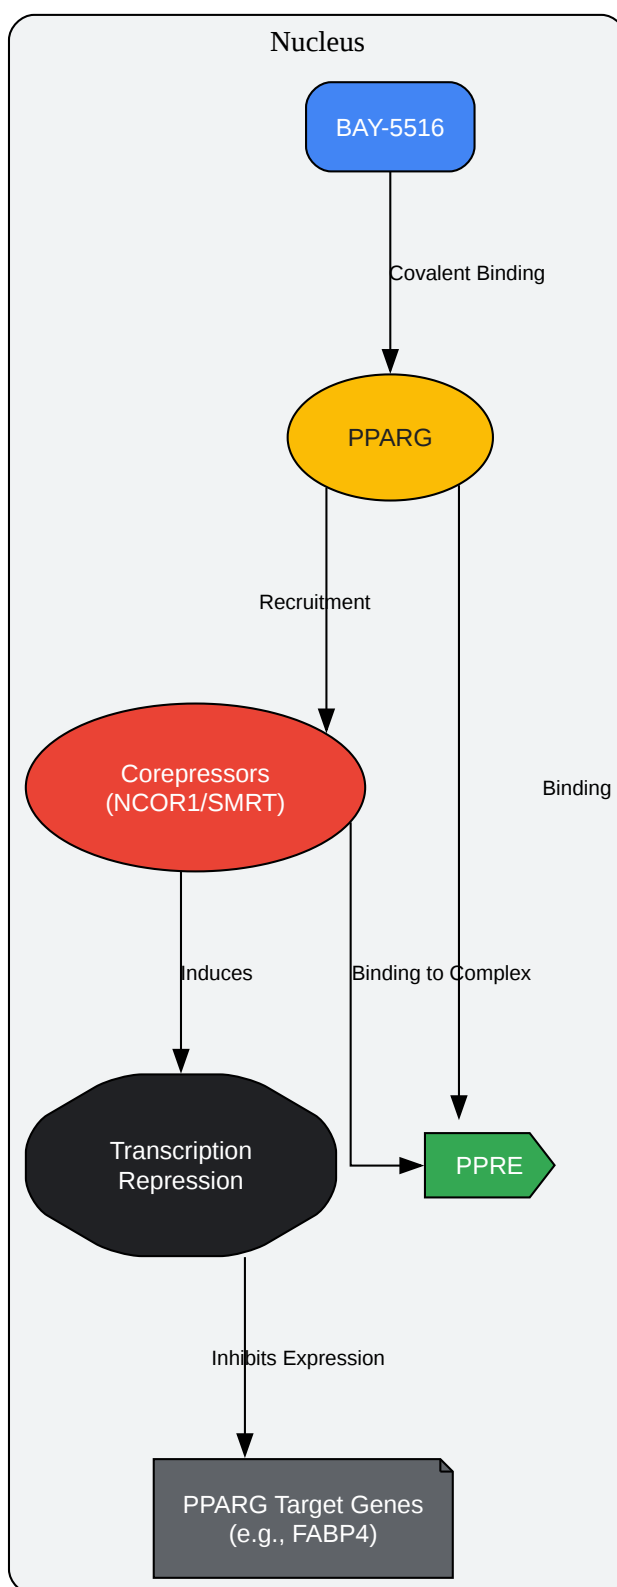 Nucleus
BAY-5516
Covalent Binding
PPARG
Recruitment
Corepressors
(NCOR1/SMRT)
Binding
Induces
Binding to Complex
Transcription
Repression
PPRE
Inhibits Expression
PPARG Target Genes
(e.g., FABP4)